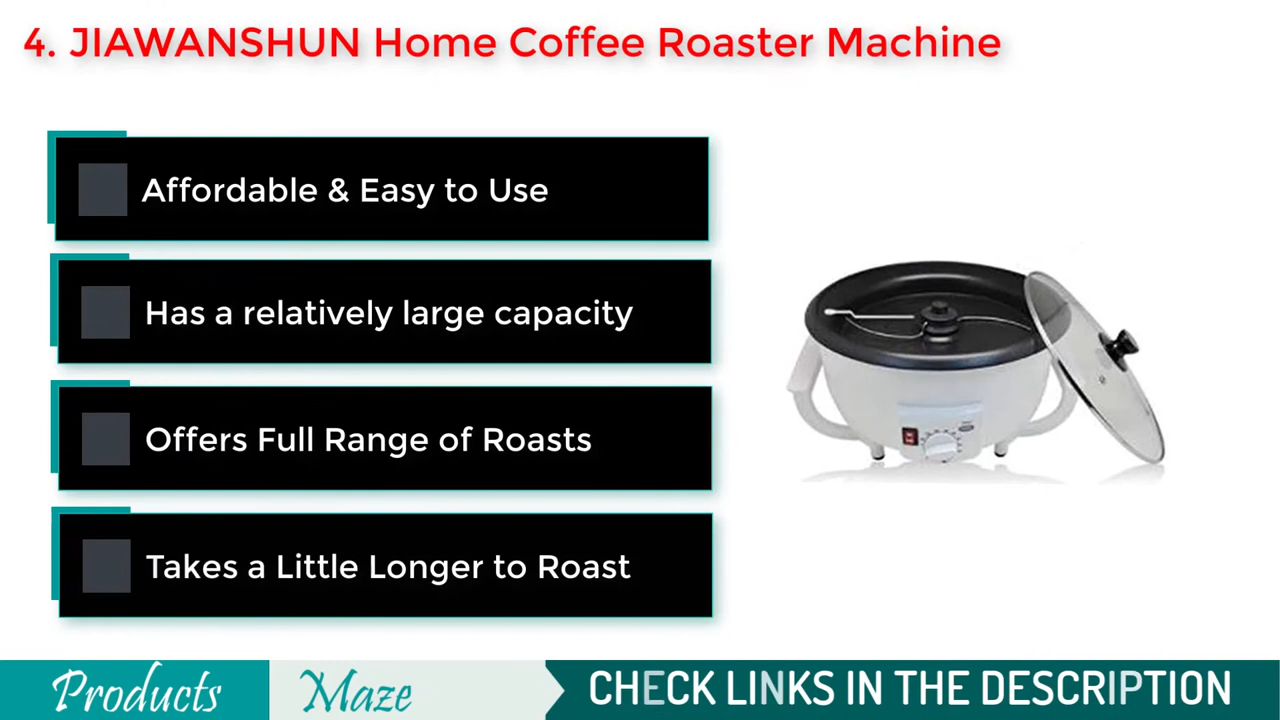 4. JIAWANSHUN Home Coffee Roaster Machine
Affordable & Easy to Use
Has a relatively large capacity
Offers Full Range of Roasts
Takes a Little Longer to Roast
Products Maze CHECK LINKS IN THE DESCRIPTION